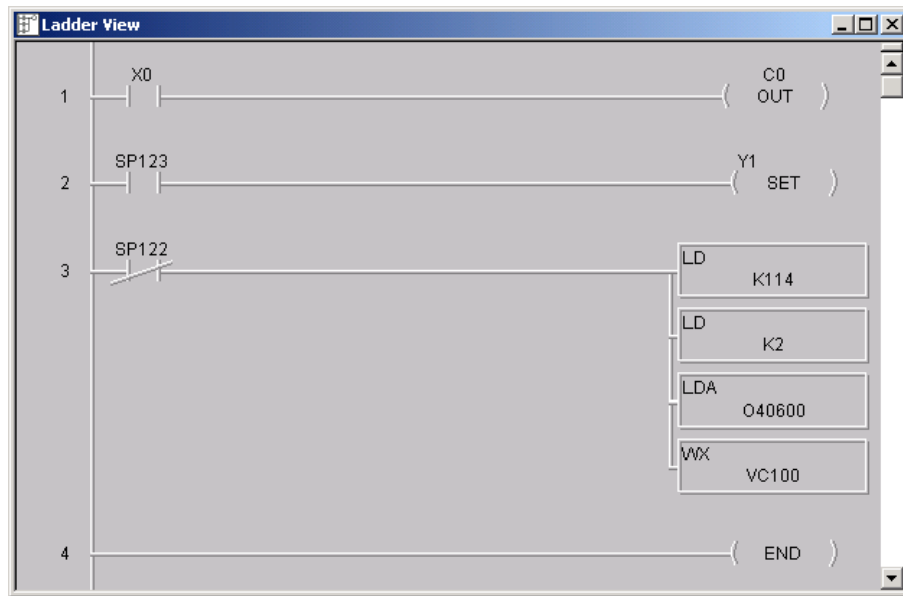 Ladder View
X0
C0
1
OUT
SP123
Y1
2
SET
SP122
3
LD
K114
LD
K2
LDA
O40600
WX
VC100
4
END